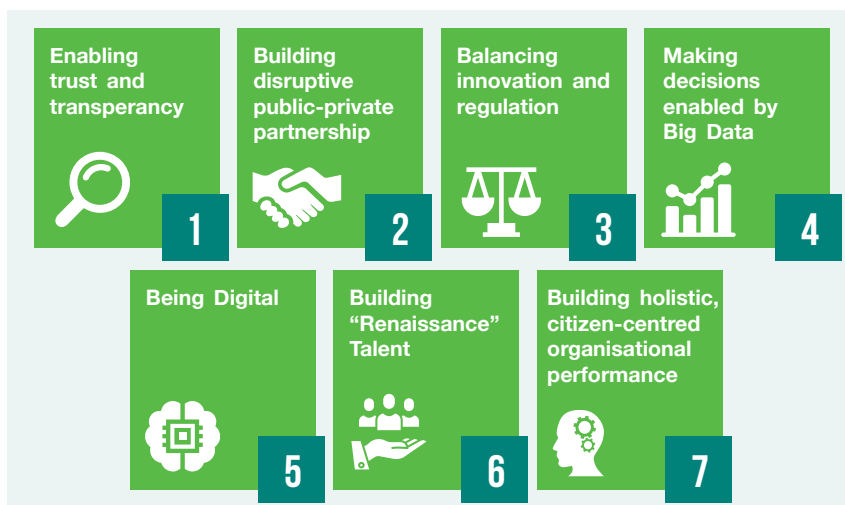 Enabling
trust and
transperancy
1
Building
disruptive
public-private
partnership
2
Balancing
innovation and
regulation
3
Making
decisions
enabled by
Big Data
4
Being Digital
5
Building
“Renaissance”
Talent
6
Building holistic,
citizen-centred
organisational
performance
7